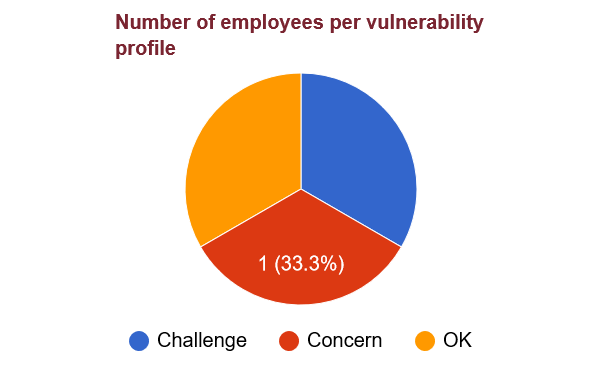 Number of employees per vulnerability
profile
1 (33.3%)
Challenge
Concern
OK